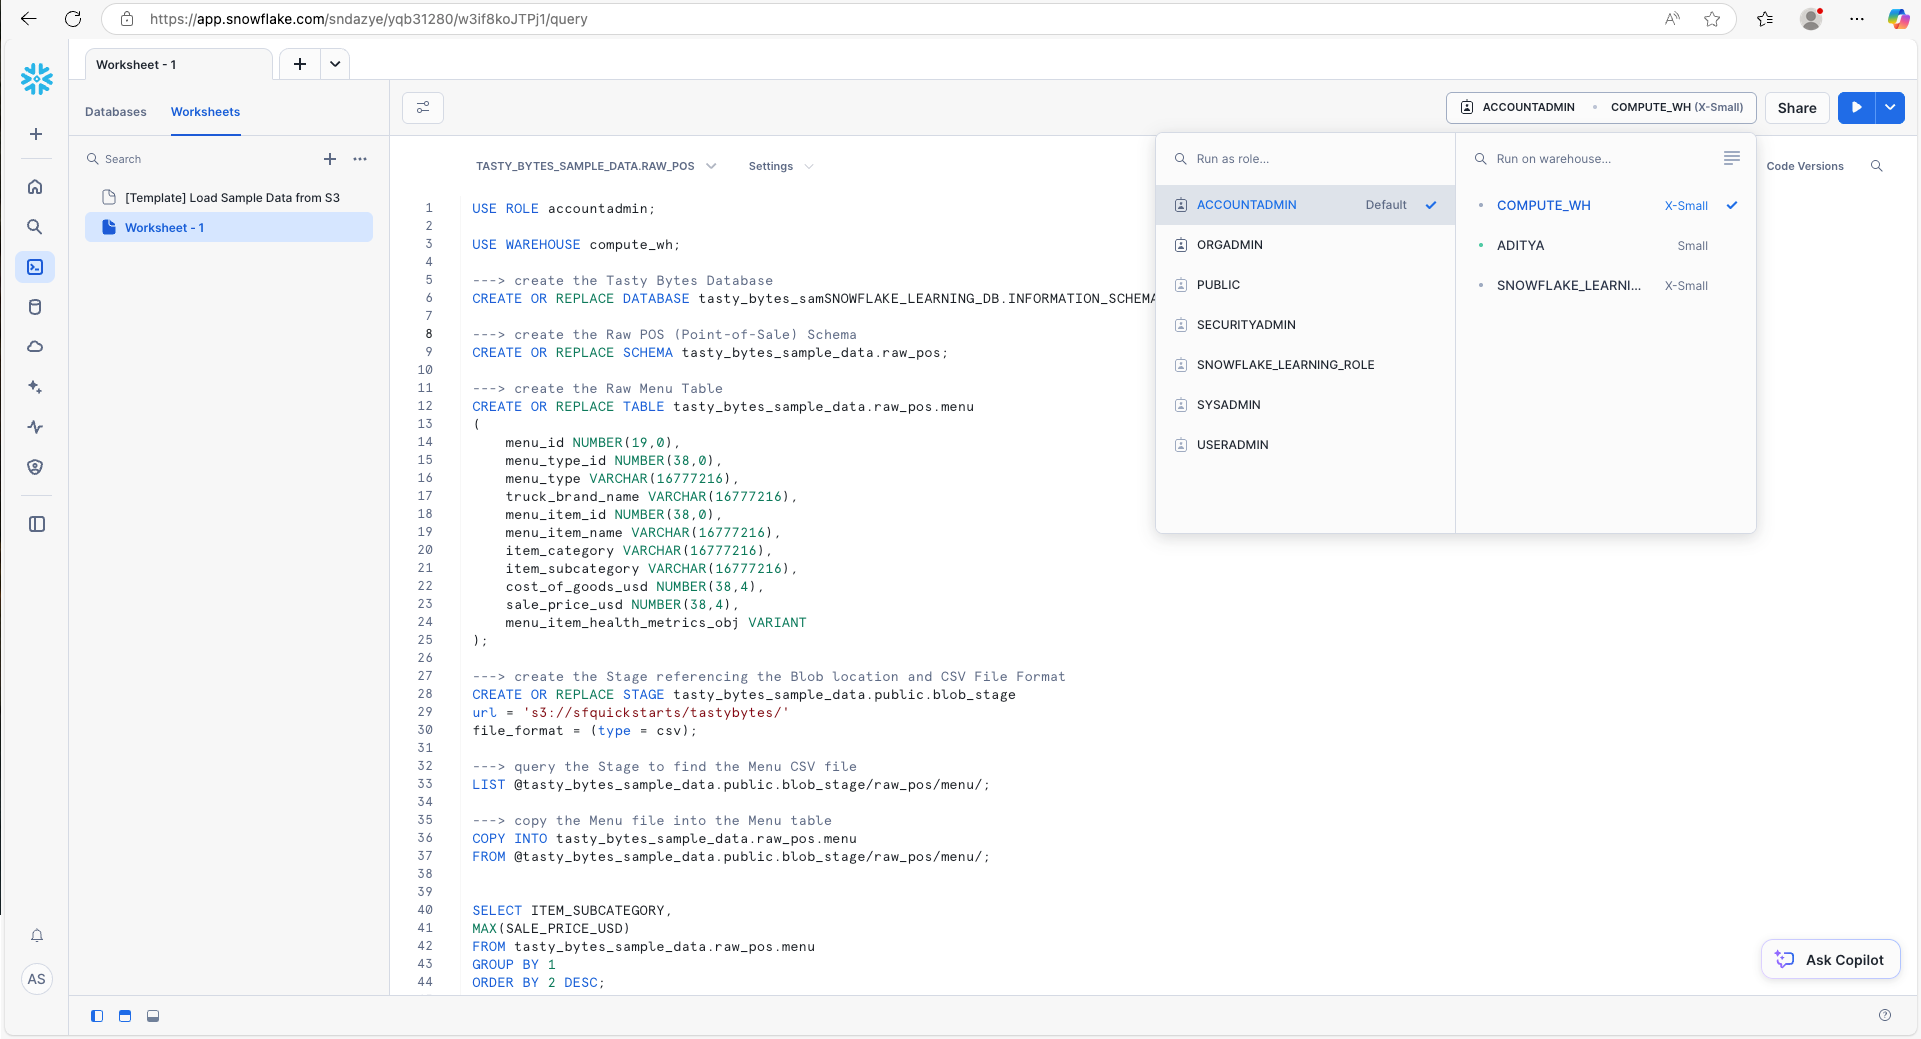 https://app.snowflake.com/sndazye/yqb31280/w3if8koJTPj1/query
Worksheet - 1
Databases
Worksheets
Search
[Template] Load Sample Data from S3
Worksheet - 1
ACCOUNTADMIN
COMPUTE_WH (X-Small)
Share
TASTY_BYTES_SAMPLE_DATA.RAW_POS
Settings
Code Versions
1 USE ROLE accountadmin;
2
3 USE WAREHOUSE compute_wh;
4
5 ---> create the Tasty Bytes Database
6 CREATE OR REPLACE DATABASE tasty_bytes_samSNOWFLAKE_LEARNING_DB.INFORMATION_SCHEMA
7
8 ---> create the Raw POS (Point-of-Sale) Schema
9 CREATE OR REPLACE SCHEMA tasty_bytes_sample_data.raw_pos;
10
11 ---> create the Raw Menu Table
12 CREATE OR REPLACE TABLE tasty_bytes_sample_data.raw_pos.menu
13 (
14 menu_id NUMBER(19,0),
15 menu_type_id NUMBER(38,0),
16 menu_type VARCHAR(16777216),
17 truck_brand_name VARCHAR(16777216),
18 menu_item_id NUMBER(38,0),
19 menu_item_name VARCHAR(16777216),
20 item_category VARCHAR(16777216),
21 item_subcategory VARCHAR(16777216),
22 cost_of_goods_usd NUMBER(38,4),
23 sale_price_usd NUMBER(38,4),
24 menu_item_health_metrics_obj VARIANT
25 );
26
27 ---> create the Stage referencing the Blob location and CSV File Format
28 CREATE OR REPLACE STAGE tasty_bytes_sample_data.public.blob_stage
29 url = 's3://sfquickstarts/tastybytes/'
30 file_format = (type = csv);
31
32 ---> query the Stage to find the Menu CSV file
33 LIST @tasty_bytes_sample_data.public.blob_stage/raw_pos/menu/;
34
35 ---> copy the Menu file into the Menu table
36 COPY INTO tasty_bytes_sample_data.raw_pos.menu
37 FROM @tasty_bytes_sample_data.public.blob_stage/raw_pos/menu/;
38
39
40 SELECT ITEM_SUBCATEGORY,
41 MAX(SALE_PRICE_USD)
42 FROM tasty_bytes_sample_data.raw_pos.menu
43 GROUP BY 1
44 ORDER BY 2 DESC;
Run as role...
ACCOUNTADMIN Default
ORGADMIN
PUBLIC
SECURITYADMIN
SNOWFLAKE_LEARNING_ROLE
SYSADMIN
USERADMIN
Run on warehouse...
COMPUTE_WH X-Small
ADITYA Small
SNOWFLAKE_LEARNI... X-Small
Ask Copilot
AS